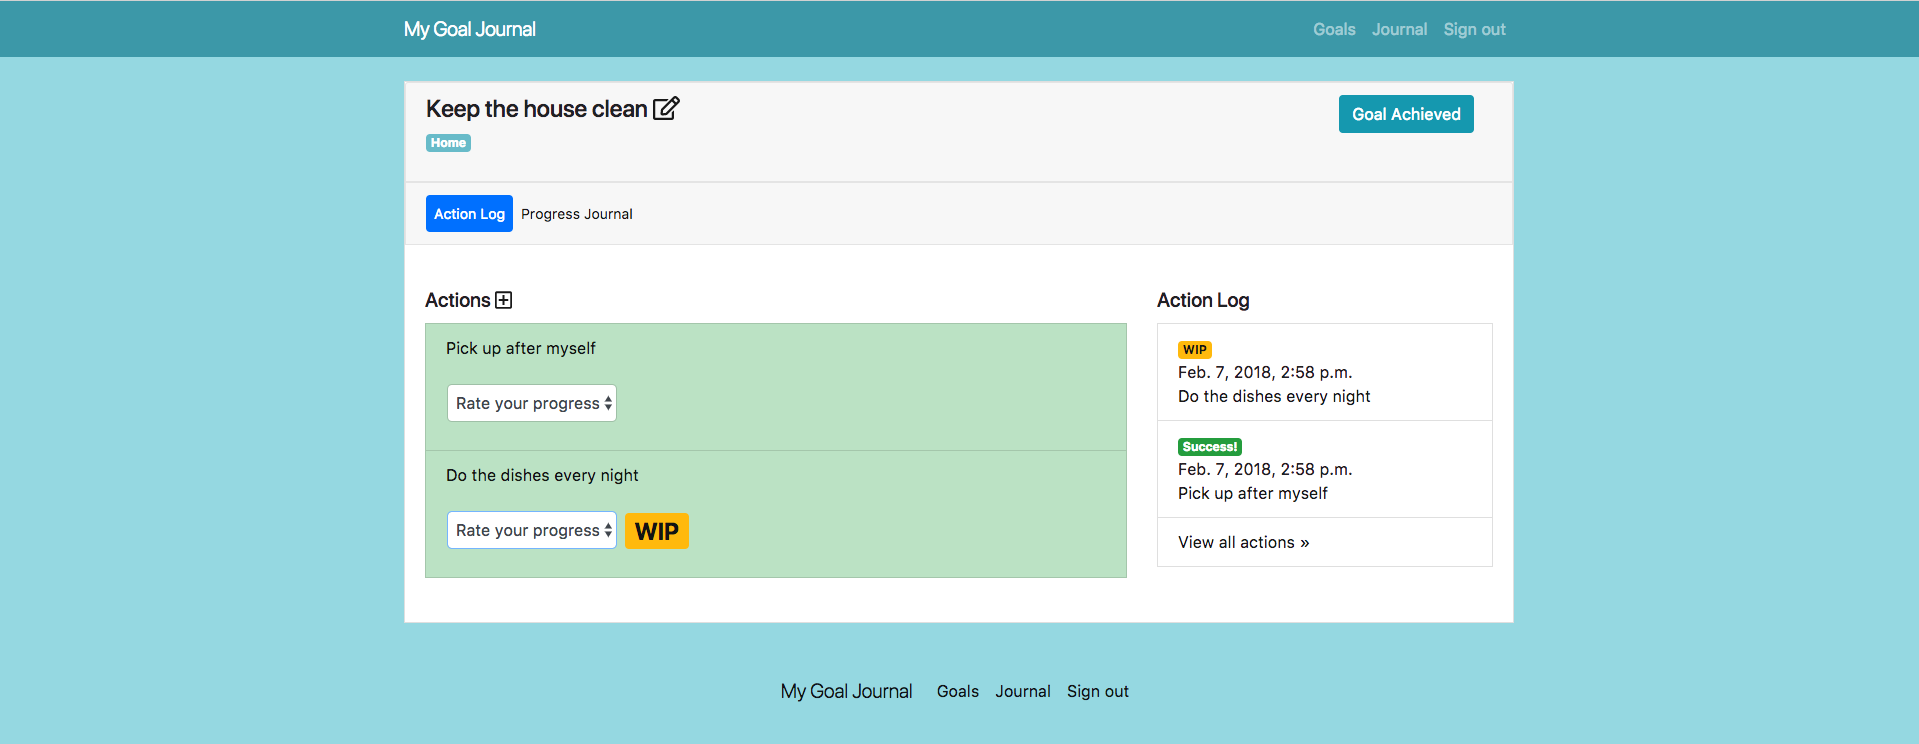 My Goal Journal
Goals Journal Sign out
Keep the house clean
Goal Achieved
Home
Action Log Progress Journal
Actions
Pick up after myself
Rate your progress
Do the dishes every night
Rate your progress WIP
Action Log
WIP
Feb. 7, 2018, 2:58 p.m.
Do the dishes every night
Success!
Feb. 7, 2018, 2:58 p.m.
Pick up after myself
View all actions »
My Goal Journal Goals Journal Sign out